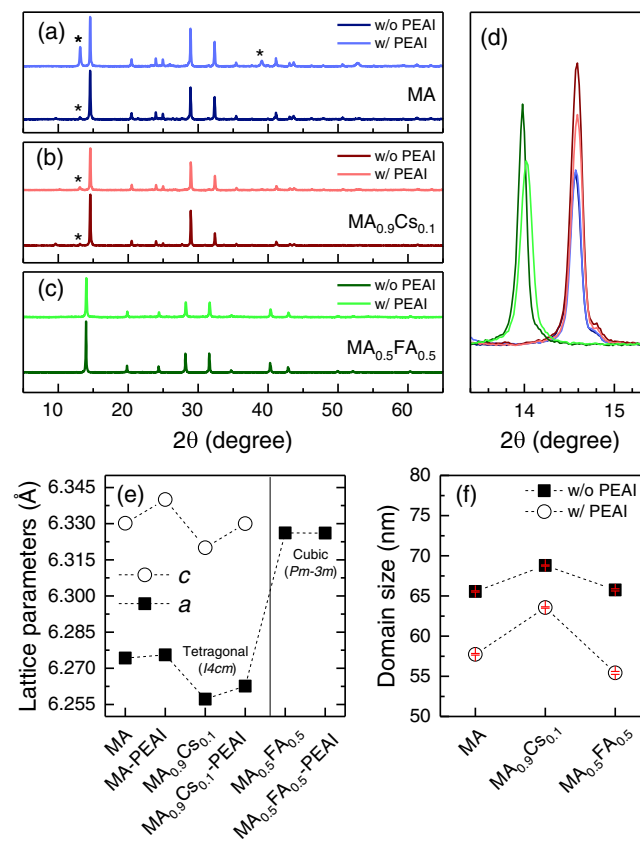 (a)
*
*
w/o PEAI
w/ PEAI
*
MA
(b)
w/o PEAI
w/ PEAI
*
MA0.9Cs0.1
*
(c)
w/o PEAI
w/ PEAI
MA0.5FA0.5
10 20 30 40 50 60
2θ (degree)
(d)
14 15
2θ (degree)
Lattice parameters (Å)
6.345
6.330
6.315
6.300
6.285
6.270
6.255
(e)
c
a
Tetragonal
(I4cm)
Cubic
(Pm-3m)
MA
MA-PEAI
MA0.9Cs0.1
MA0.9Cs0.1-PEAI
MA0.5FA0.5
MA0.5FA0.5-PEAI
Domain size (nm)
80
75
70
65
60
55
50
(f)
w/o PEAI
w/ PEAI
MA
MA0.9Cs0.1
MA0.5FA0.5